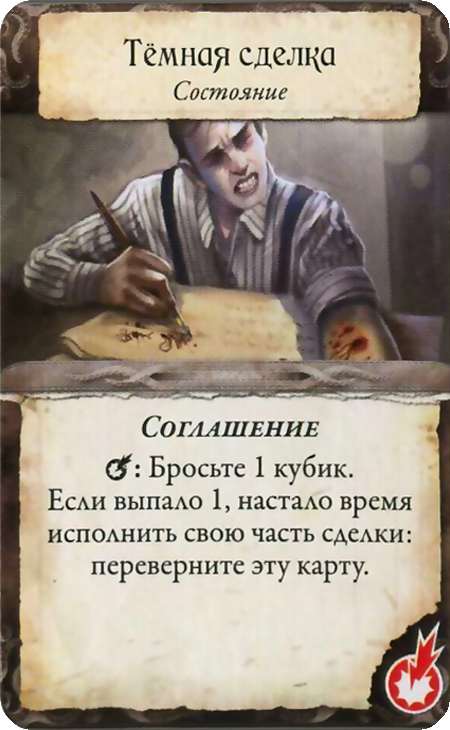 Тёмная сделка
Состояние
Соглашение
: Бросьте 1 кубик.
Если выпало 1, настало время
исполнить свою часть сделки:
переверните эту карту.